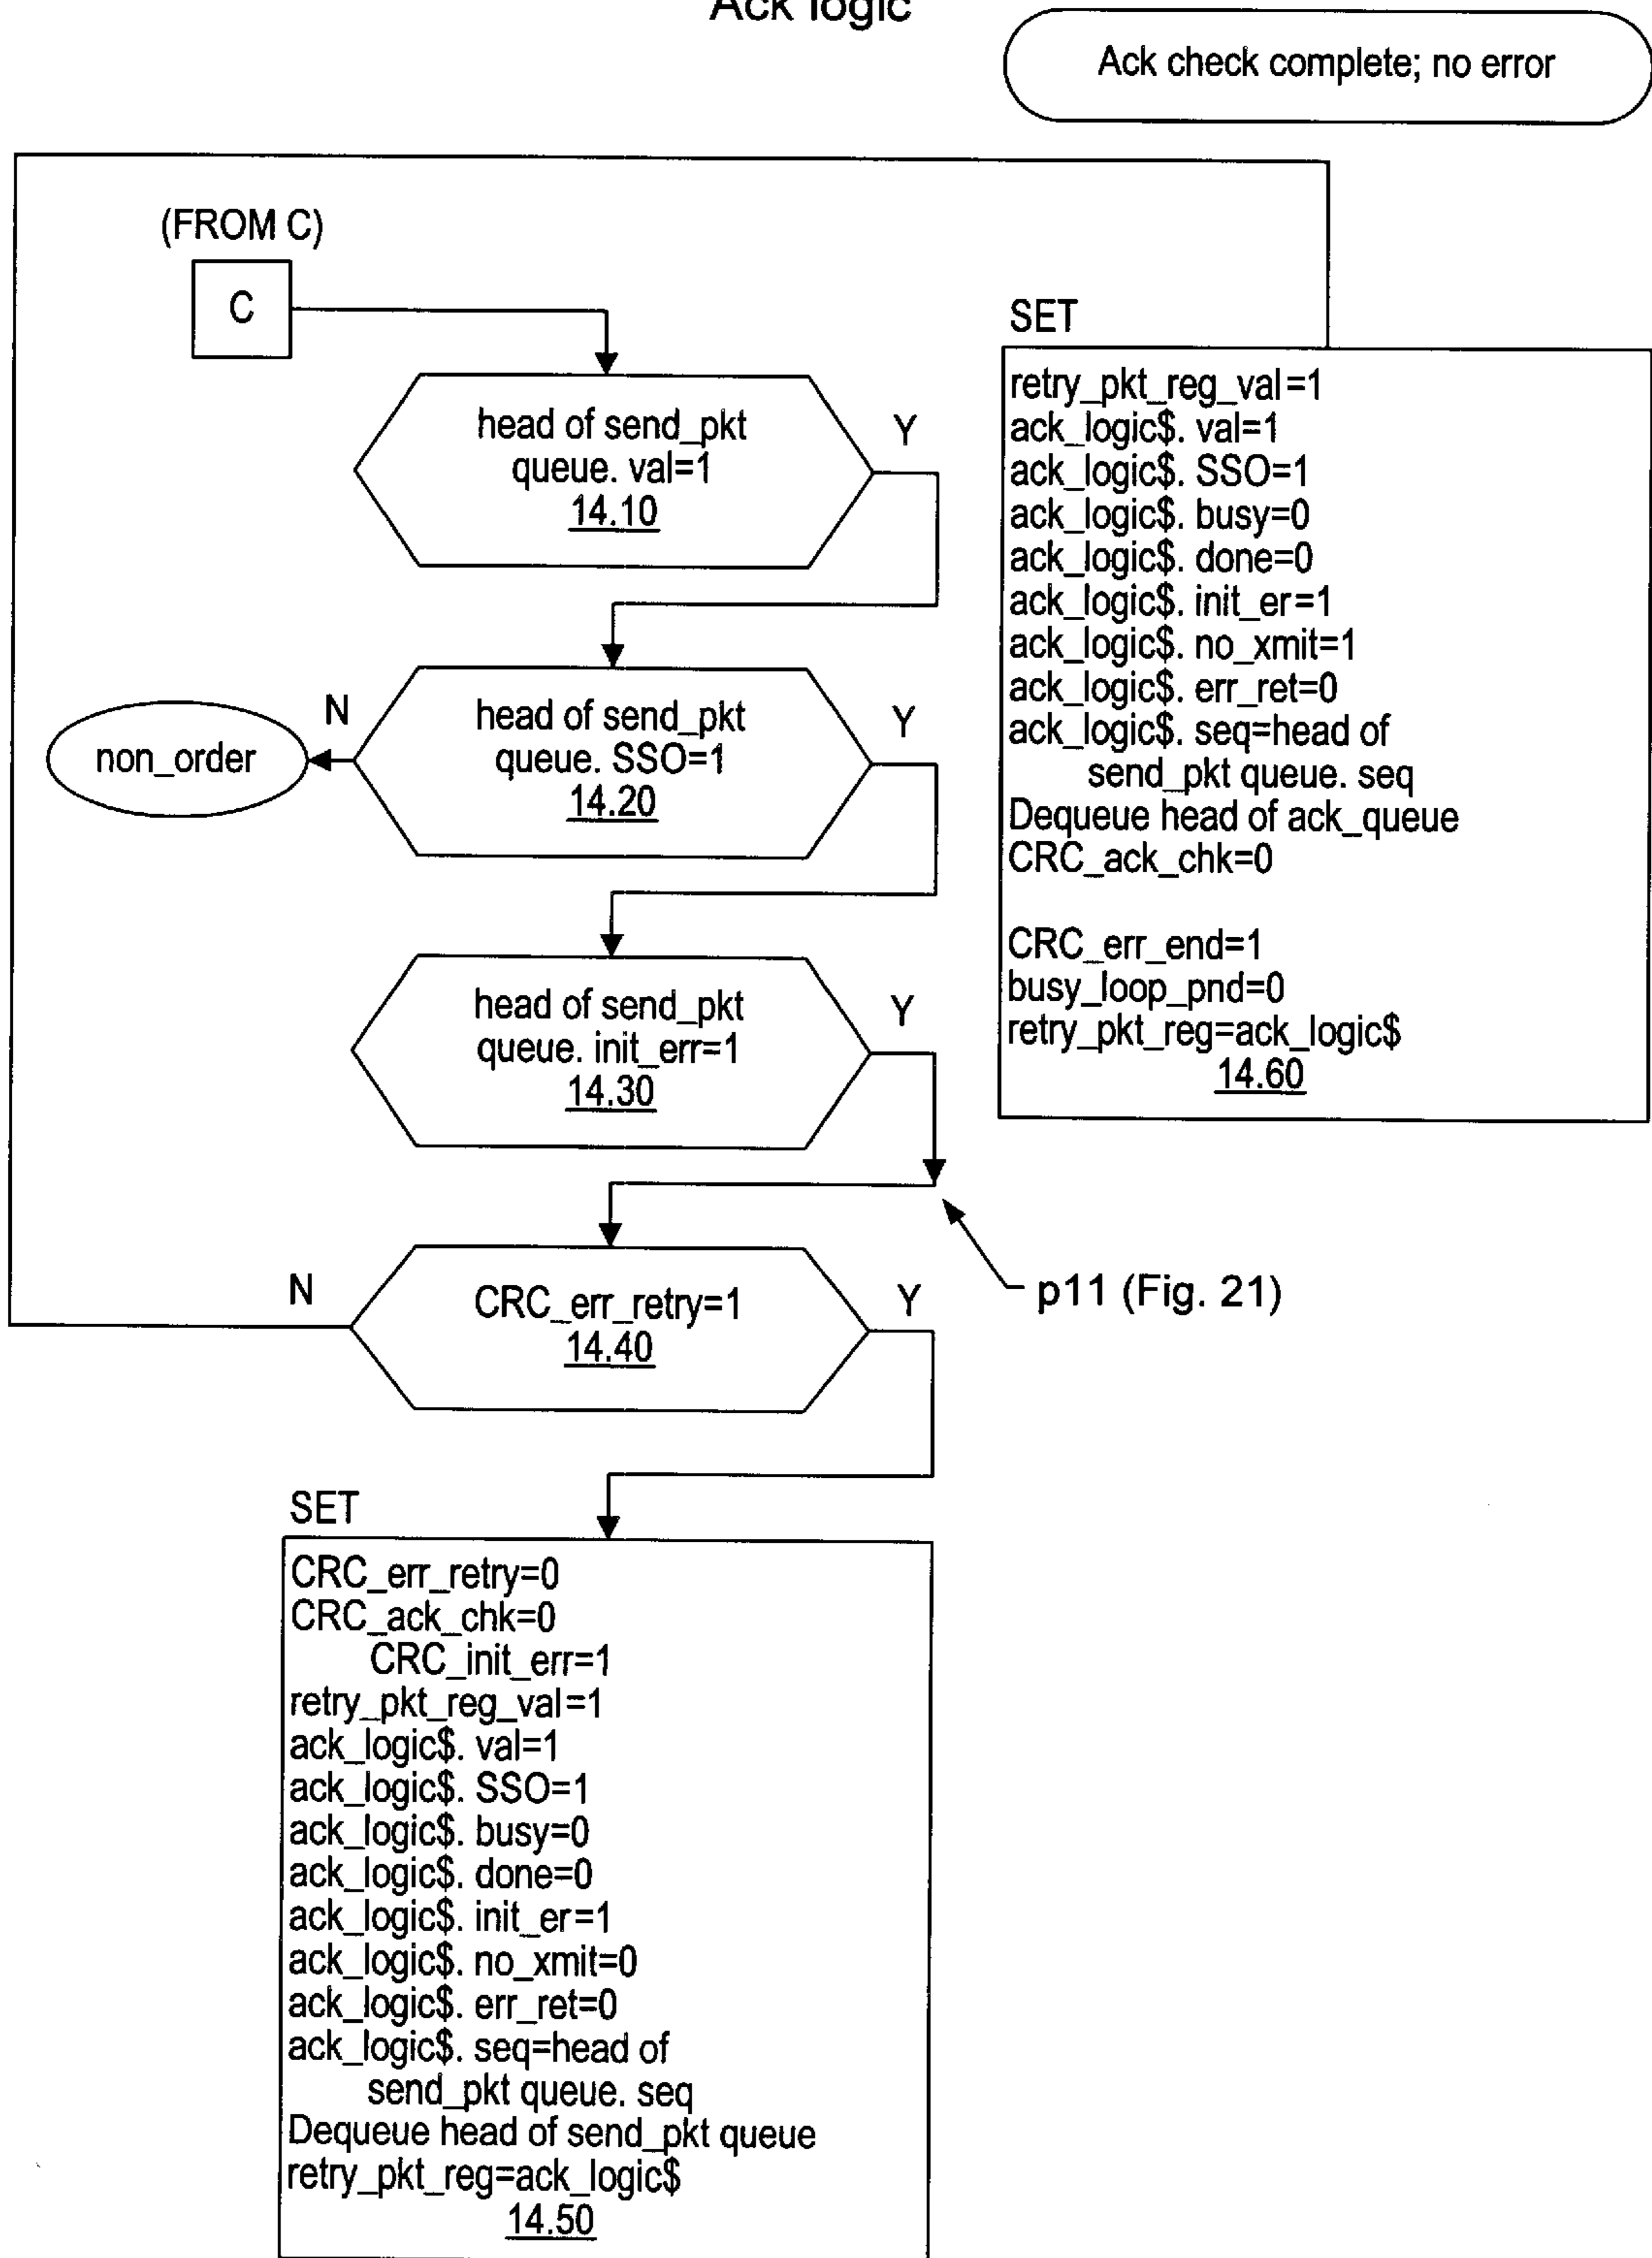 Ack logic
Ack check complete; no error
(FROM C)
C
head of send_pkt
queue. val=1
14.10
Y
head of send_pkt
queue. SSO=1
14.20
N
Y
non_order
head of send_pkt
queue. init_err=1
14.30
Y
p11 (Fig. 21)
CRC_err_retry=1
14.40
N
Y
SET
CRC_err_retry=0
CRC_ack_chk=0
CRC_init_err=1
retry_pkt_reg_val=1
ack_logic$. val=1
ack_logic$. SSO=1
ack_logic$. busy=0
ack_logic$. done=0
ack_logic$. init_er=1
ack_logic$. no_xmit=0
ack_logic$. err_ret=0
ack_logic$. seq=head of
send_pkt queue. seq
Dequeue head of send_pkt queue
retry_pkt_reg=ack_logic$
14.50
SET
retry_pkt_reg_val=1
ack_logic$. val=1
ack_logic$. SSO=1
ack_logic$. busy=0
ack_logic$. done=0
ack_logic$. init_er=1
ack_logic$. no_xmit=1
ack_logic$. err_ret=0
ack_logic$. seq=head of
send_pkt queue. seq
Dequeue head of ack_queue
CRC_ack_chk=0
CRC_err_end=1
busy_loop_pnd=0
retry_pkt_reg=ack_logic$
14.60